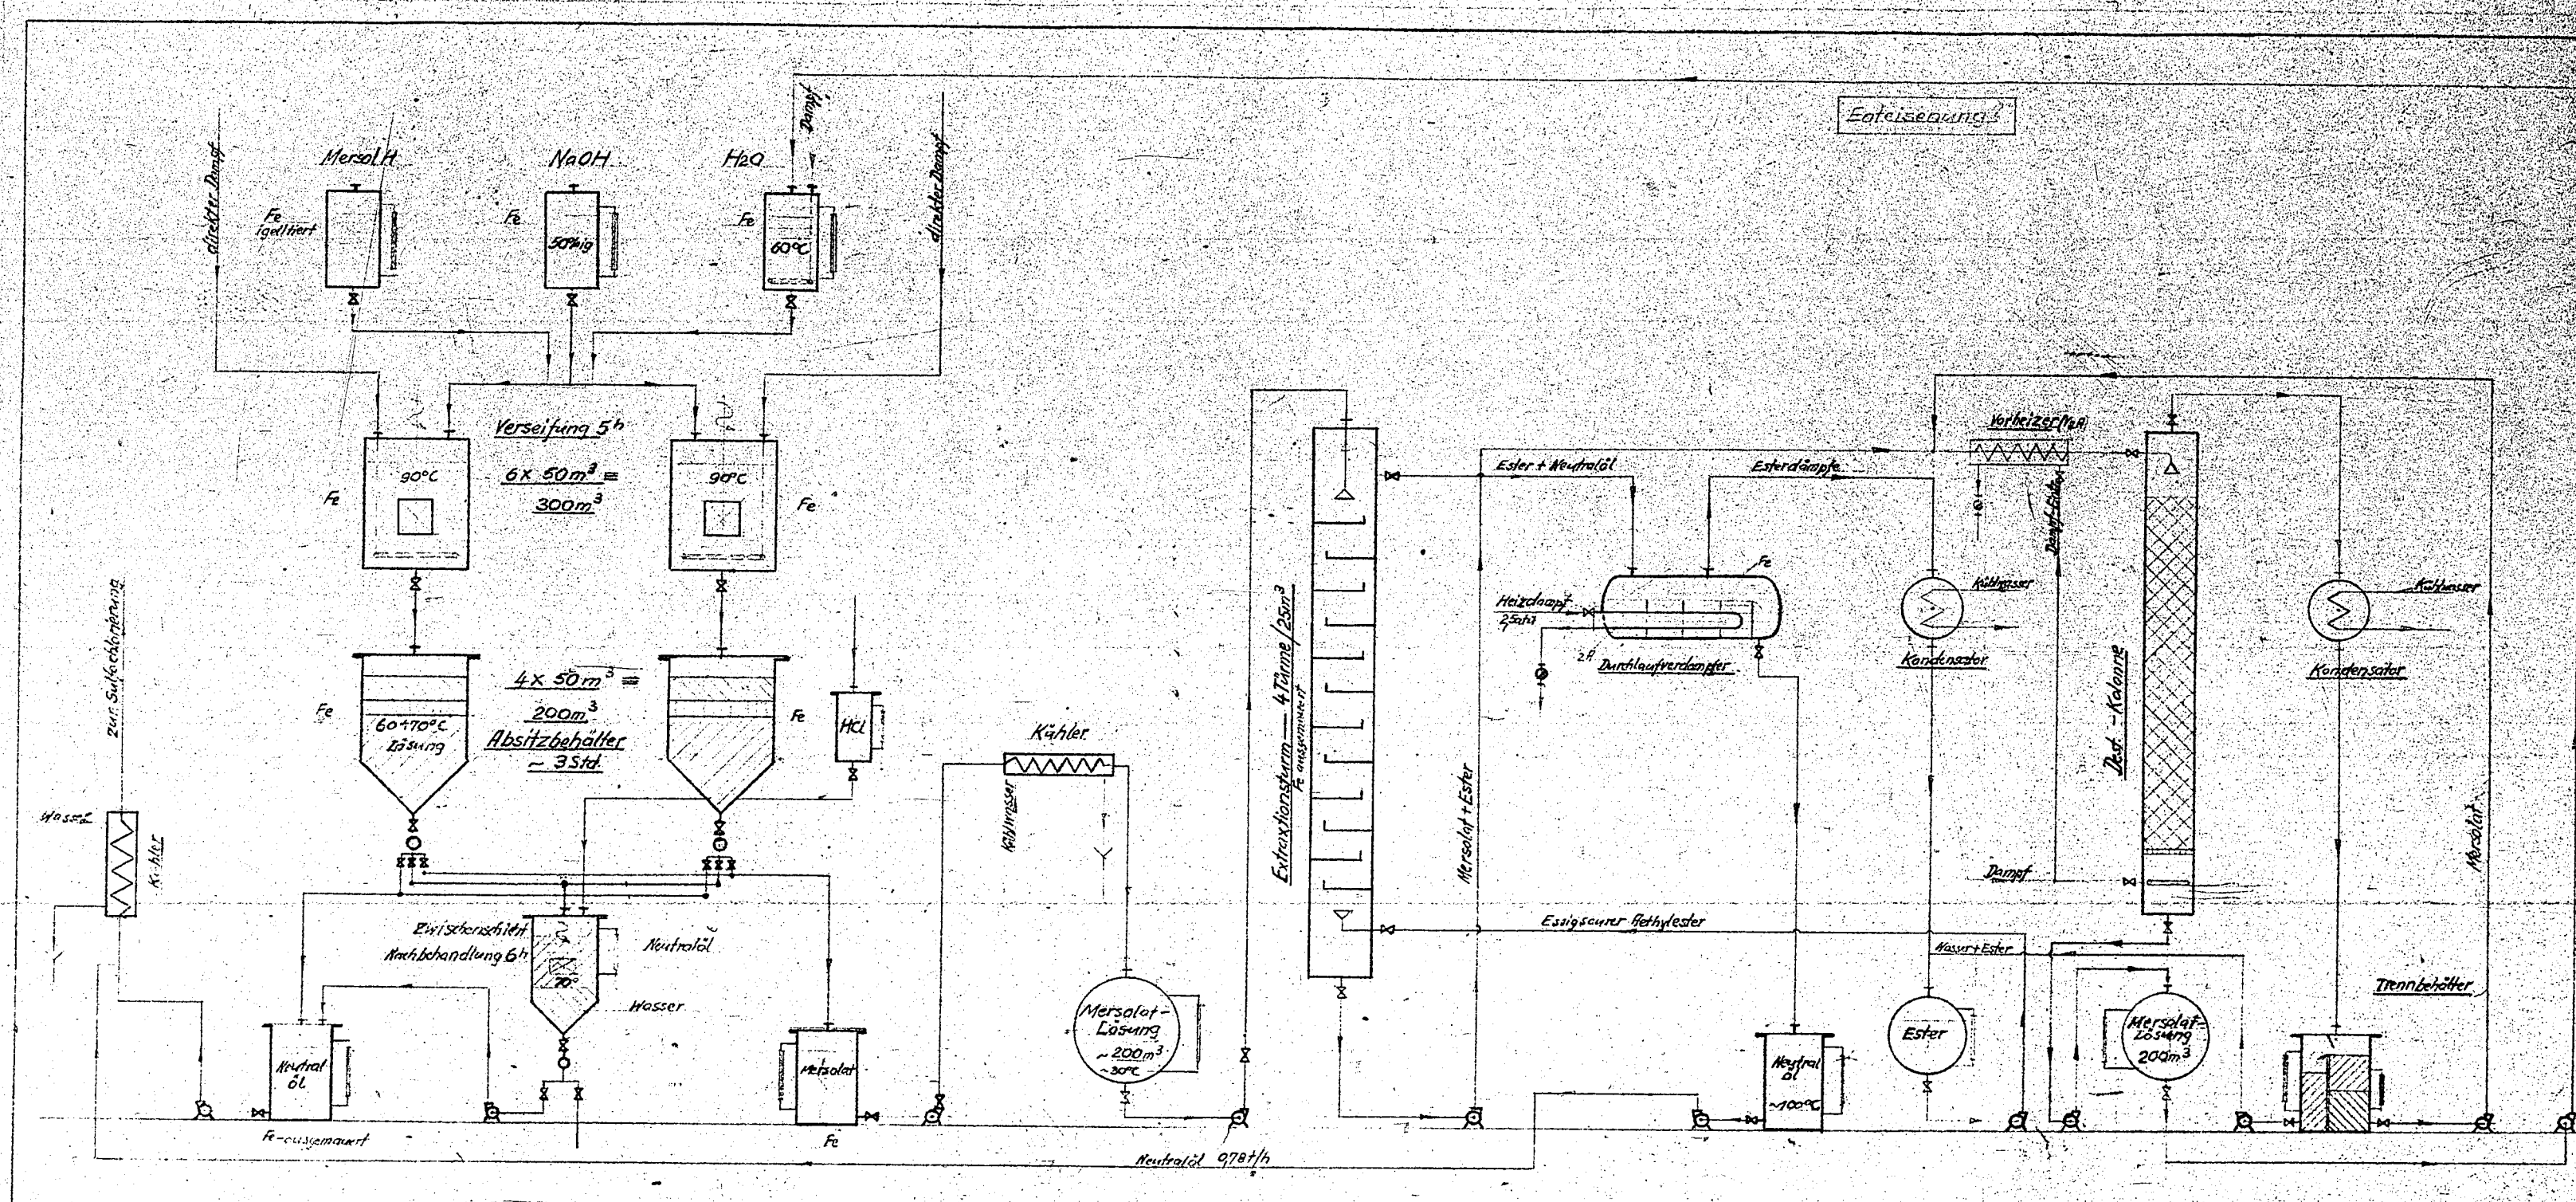 Dampf
direkter Dampf
Mersol H
NaOH
H2O
direkter Dampf
Fe
igelitiert
Fe
50%ig
Fe
60°C
Verseifung 5h
90°C
6 x 50m³ ≡
300m³
90°C
Fe
Fe
zur Sulfochlorierung
4 x 50m³ ≡
200m³
Absitzbehälter
~ 3 Std.
Fe
60÷70°C
Lösung
Fe
HCl
Kühler
Kühlwasser
Wasser
Kühler
Zwischenschicht
Nachbehandlung 6h
70°
Neutralöl
Wasser
Neutral
öl
Fe-ausgemauert
Mersolat
Fe
Mersolat-
Lösung
~200m³
~30°C
Extraktionsturm — 4 Türme/25m³
Fe ausgemauert
Mersolat + Ester
Ester + Neutralöl
Esterdämpfe
Heizdampf
2,5atü
Fe
Durchlaufverdampfer
Kühlwasser
Kondensator
Essigsaurer Aethylester
Neutral
öl
~100°C
Ester
Neutralöl 0,78t/h
Enteisenung?
Vorheizer
Dest.-Kolonne
Dampf
Kühlwasser
Kondensator
Mersolat
Wasser+Ester
Mersolat-
Lösung
200m³
Trennbehälter